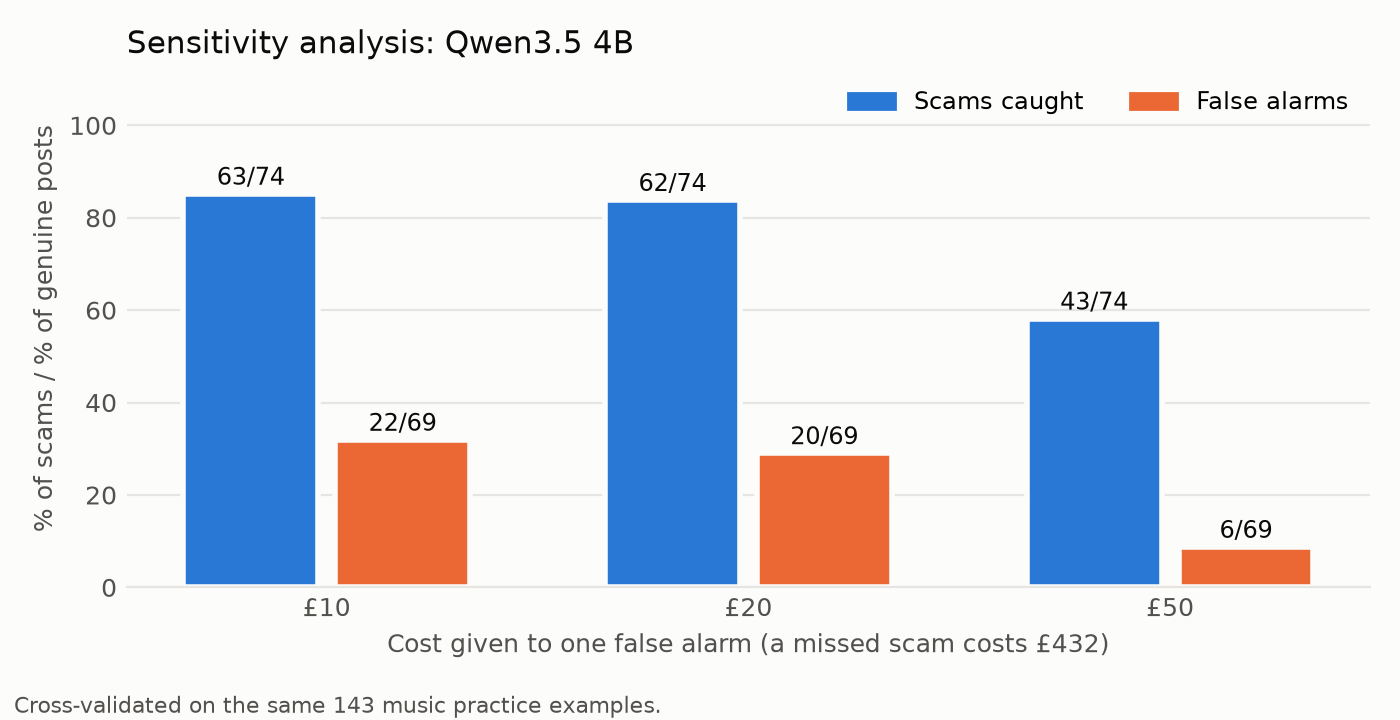 Sensitivity analysis: Qwen3.5 4B
Scams caught
False alarms
% of scams / % of genuine posts
100
80
60
40
20
0
63/74
22/69
62/74
20/69
43/74
6/69
£10
£20
£50
Cost given to one false alarm (a missed scam costs £432)
Cross-validated on the same 143 music practice examples.